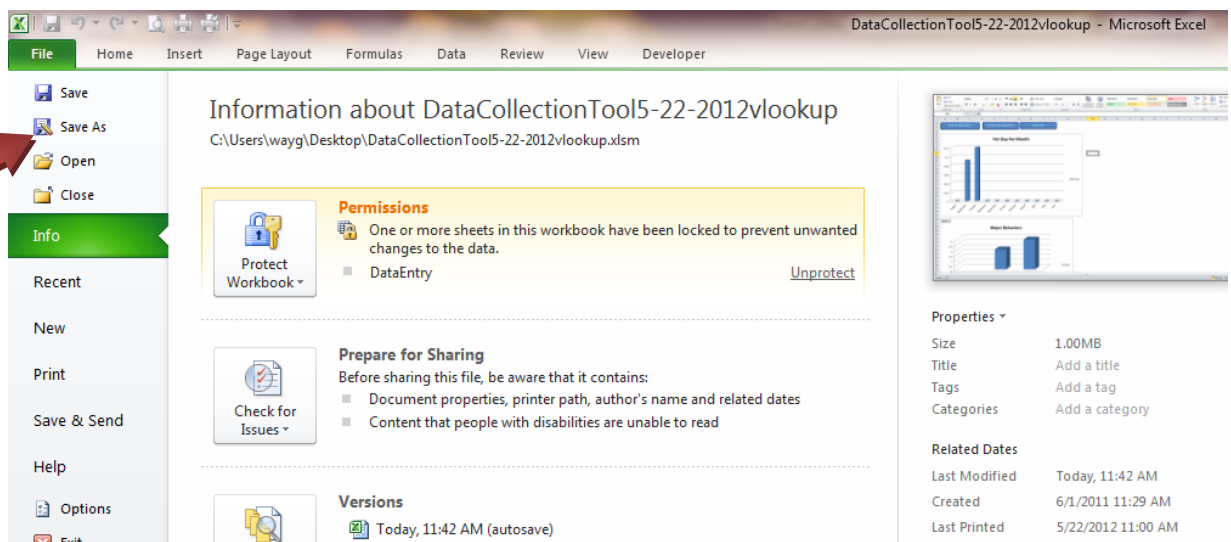 DataCollectionTool5-22-2012vlookup - Microsoft Excel
File Home Insert Page Layout Formulas Data Review View Developer
Save
Save As
Open
Close
Info
Recent
New
Print
Save & Send
Help
Options
Exit
Information about DataCollectionTool5-22-2012vlookup
C:\Users\wayg\Desktop\DataCollectionTool5-22-2012vlookup.xlsm
Protect
Workbook
Permissions
One or more sheets in this workbook have been locked to prevent unwanted
changes to the data.
DataEntry Unprotect
Check for
Issues
Prepare for Sharing
Before sharing this file, be aware that it contains:
Document properties, printer path, author's name and related dates
Content that people with disabilities are unable to read
Versions
Today, 11:42 AM (autosave)
Per Day Per Month
Major Behaviors
Properties
Size 1.00MB
Title Add a title
Tags Add a tag
Categories Add a category
Related Dates
Last Modified Today, 11:42 AM
Created 6/1/2011 11:29 AM
Last Printed 5/22/2012 11:00 AM